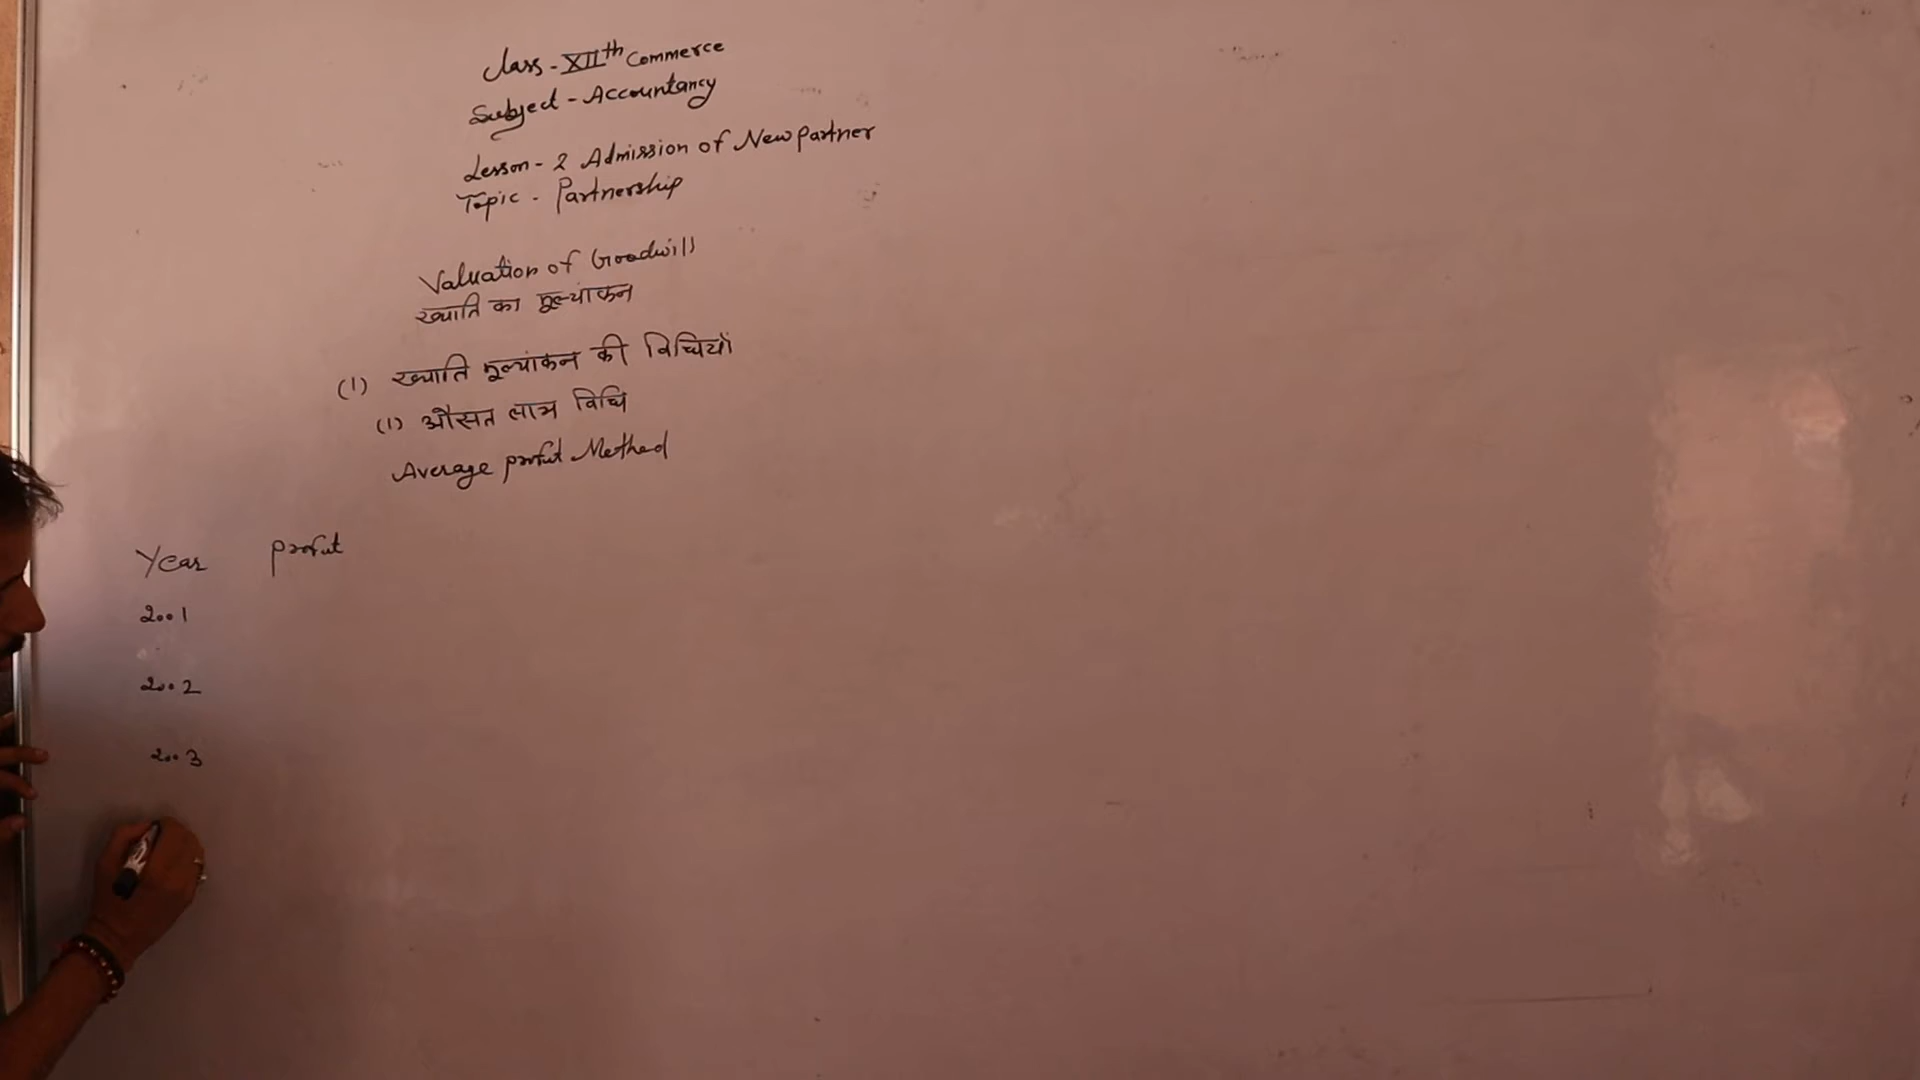 Class - XIIth Commerce
Subject - Accountancy
Lesson - 2 Admission of New Partner
Topic - Partnership
Valuation of Goodwill
ख्याति का मूल्यांकन
(1) ख्याति मूल्यांकन की विधियाँ
(1) औसत लाभ विधि
Average profit Method
Year profit
2001
2002
2003